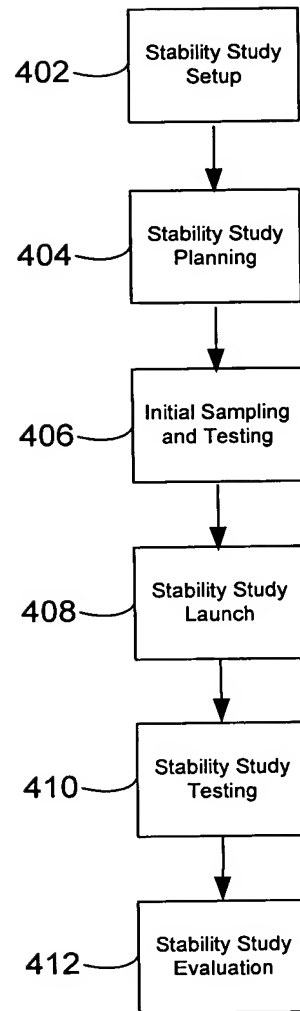 402
Stability Study
Setup
404
Stability Study
Planning
406
Initial Sampling
and Testing
408
Stability Study
Launch
410
Stability Study
Testing
412
Stability Study
Evaluation